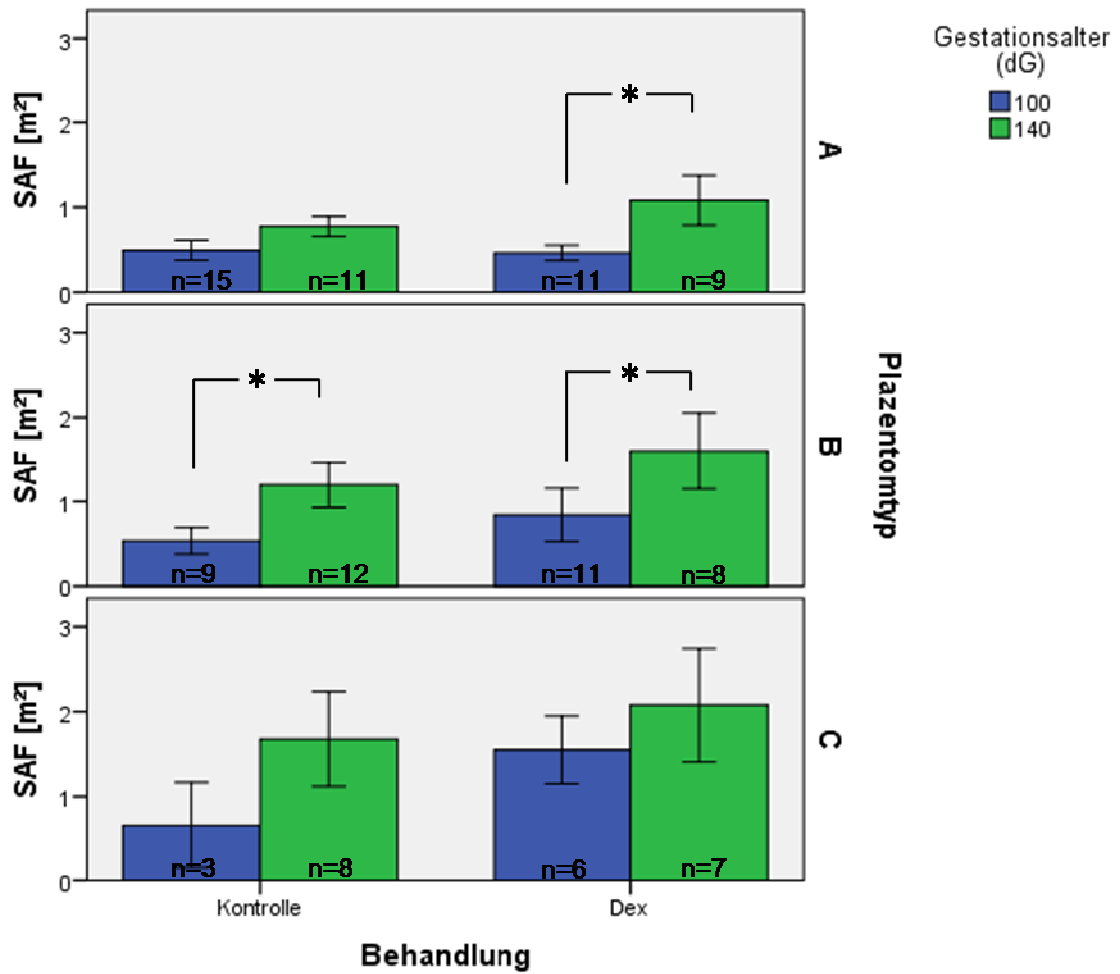 Gestationsalter
(dG)
100
140
SAF [m²]
3
2
1
0
*
n=15
n=11
n=11
n=9
A
SAF [m²]
3
2
1
0
*
*
n=9
n=12
n=11
n=8
B
Plazentomtyp
SAF [m²]
3
2
1
0
n=3
n=8
n=6
n=7
C
Kontrolle
Dex
Behandlung